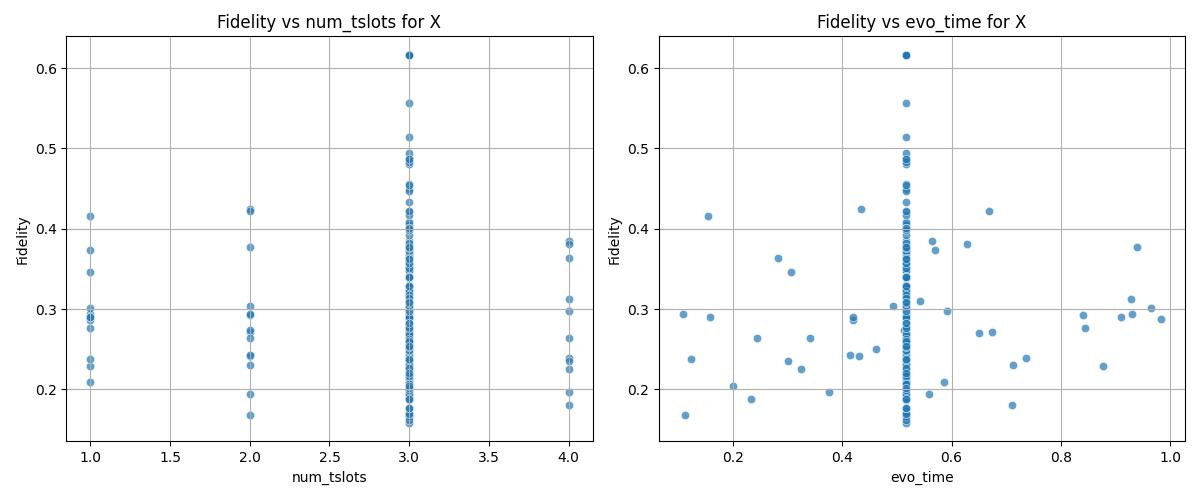 Fidelity vs num_tslots for X
Fidelity
0.6
0.5
0.4
0.3
0.2
1.0 1.5 2.0 2.5 3.0 3.5 4.0
num_tslots
Fidelity vs evo_time for X
Fidelity
0.6
0.5
0.4
0.3
0.2
0.2 0.4 0.6 0.8 1.0
evo_time